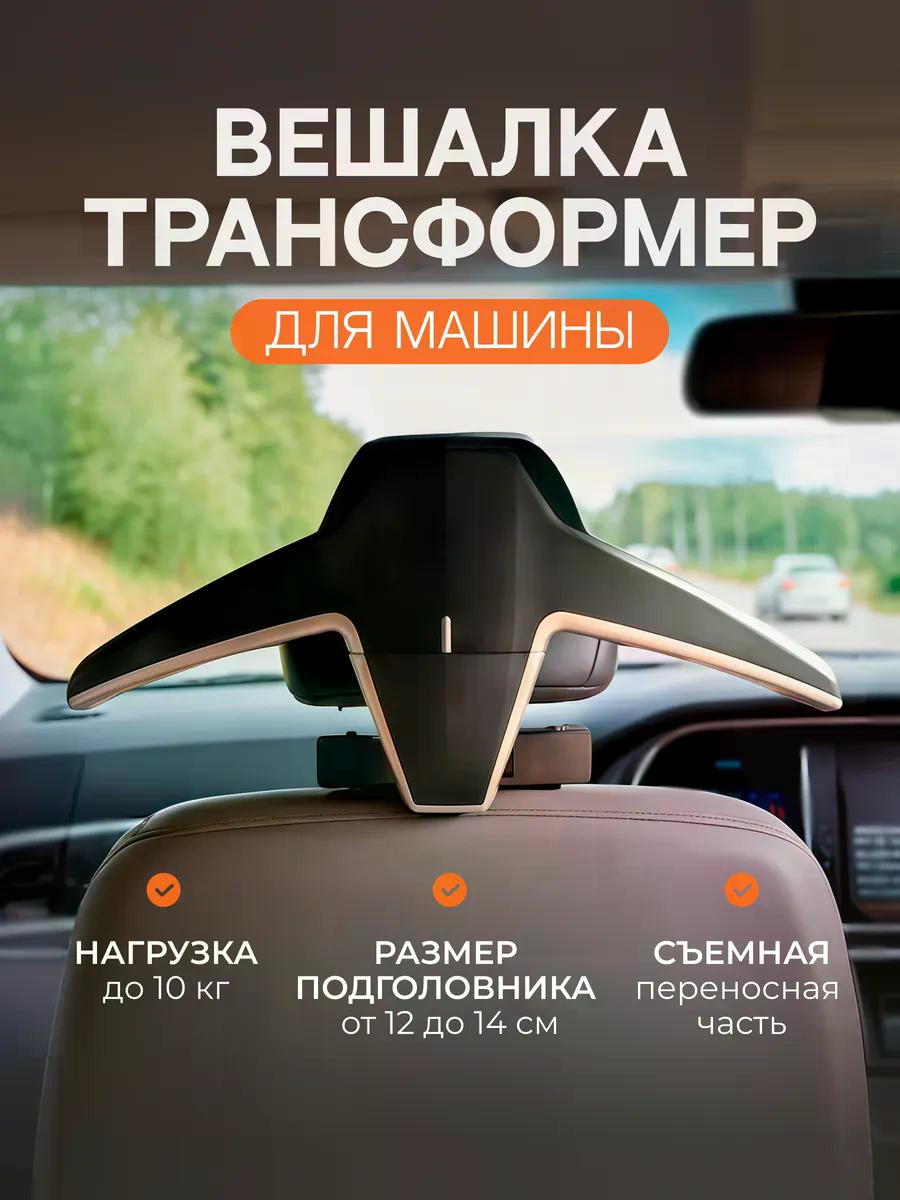 ВЕШАЛКА
ТРАНСФОРМЕР
ДЛЯ МАШИНЫ
НАГРУЗКА
до 10 кг
РАЗМЕР
ПОДГОЛОВНИКА
от 12 до 14 см
СЪЕМНАЯ
переносная
часть